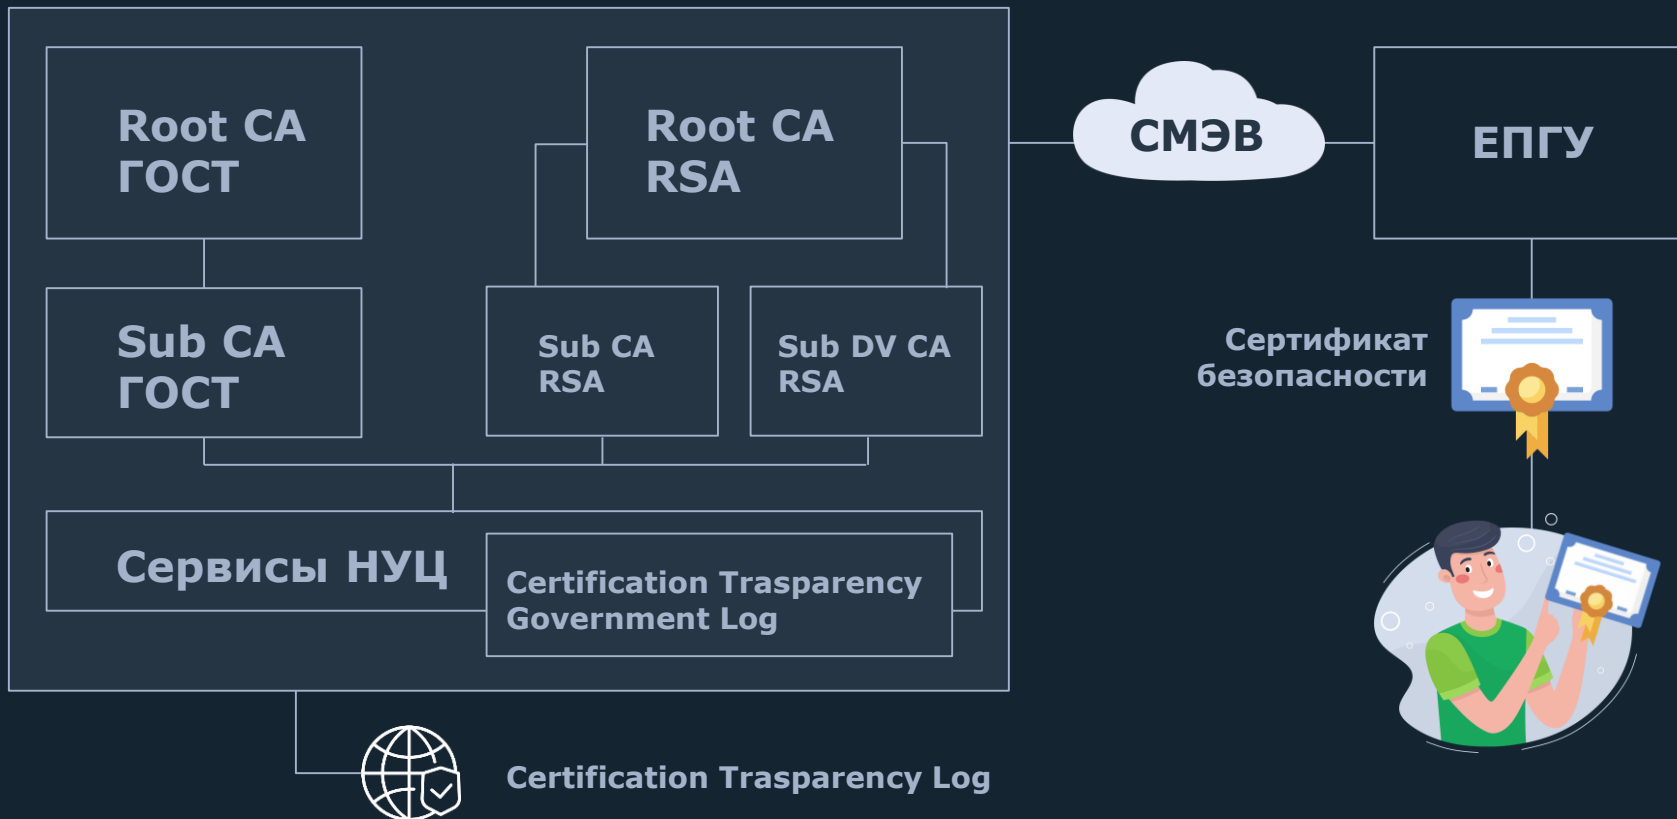 Root CA
ГОСТ
Root CA
RSA
СМЭВ
ЕПГУ
Sub CA
ГОСТ
Sub CA
RSA
Sub DV CA
RSA
Сертификат
безопасности
Сервисы НУЦ
Certification Trasparency
Government Log
Certification Trasparency Log